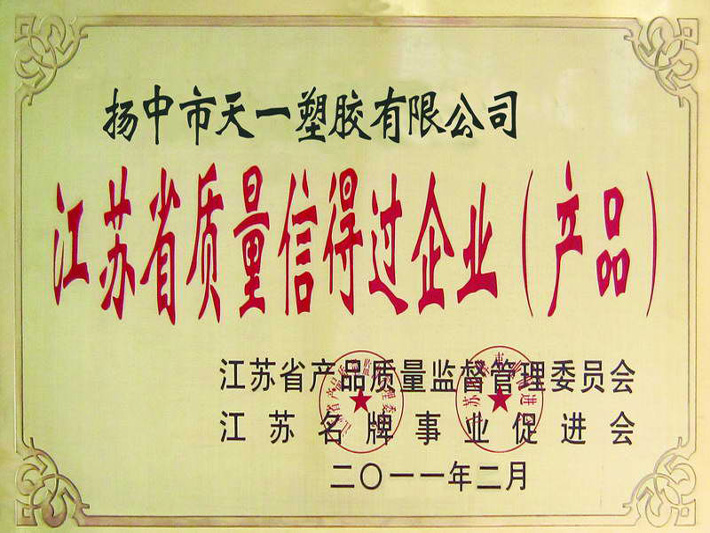 扬中市天一塑胶有限公司
江苏省质量信得过企业（产品）
江苏省产品质量监督管理委员会
江苏名牌事业促进会
二〇一一年二月